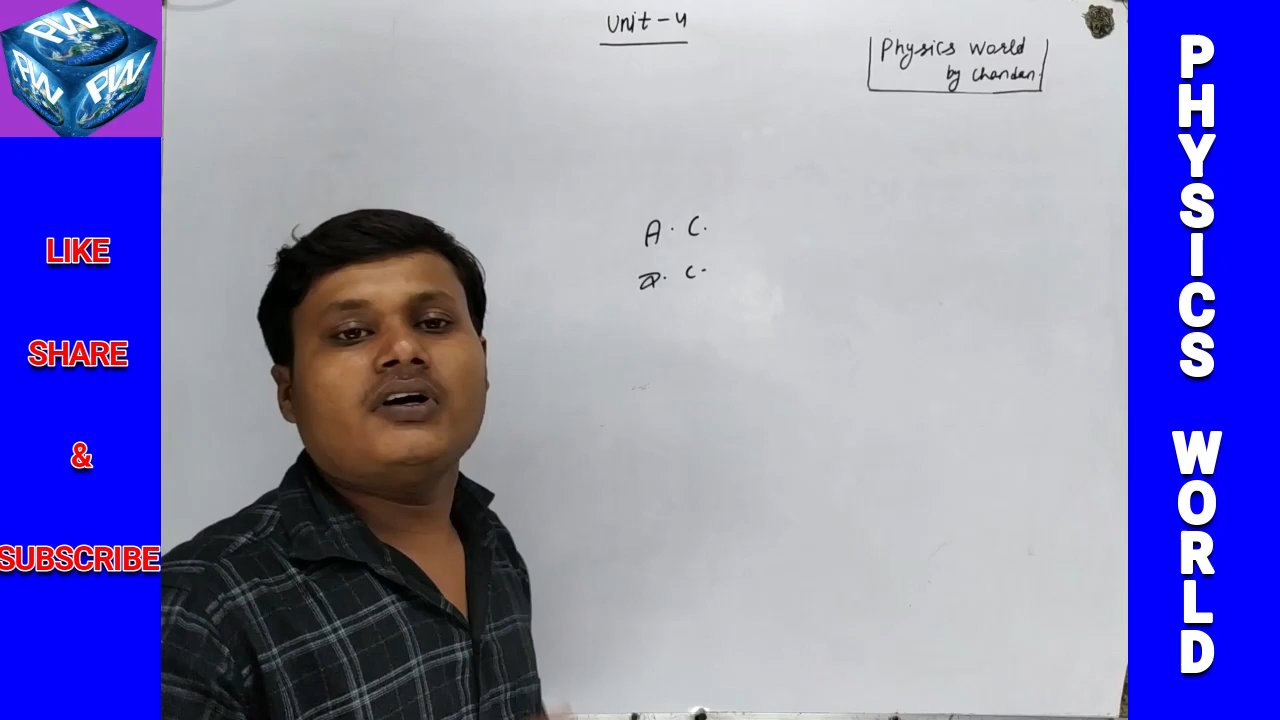 PW
PW
PW
Unit-4
Physics World
by Chandan.
A. C.
D. C.
LIKE
SHARE
&
SUBSCRIBE
PHYSICS WORLD